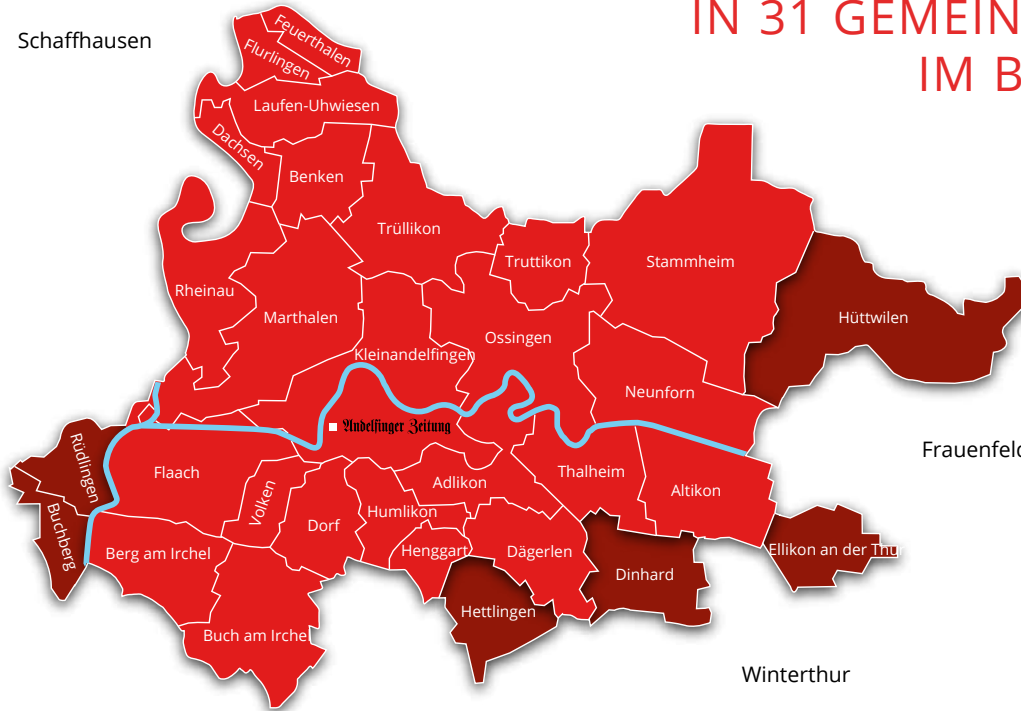 IN 31 GEMEIN
IM B
Schaffhausen
Feuerthalen
Flurlingen
Laufen-Uhwiesen
Dachsen
Benken
Trüllikon
Truttikon
Stammheim
Rheinau
Marthalen
Hüttwilen
Ossingen
Kleinandelfingen
Neunforn
Andelfinger Zeitung
Frauenfeld
Rüdlingen
Flaach
Thalheim
Adlikon
Altikon
Volken
Humlikon
Dorf
Buchberg
Berg am Irchel
Henggart
Dägerlen
Ellikon an der Thur
Dinhard
Hettlingen
Buch am Irchel
Winterthur